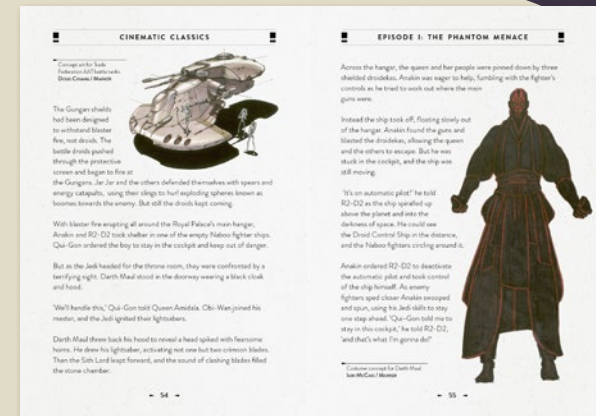 CINEMATIC CLASSICS
Concept art for Trade
Federation AAT battle tanks.
Doug Chiang / Marker
The Gungan shields
had been designed
to withstand blaster
fire, not droids. The
battle droids pushed
through the protective
screen and began to fire at
the Gungans. Jar Jar and the others defended themselves with spears and
energy catapults, using their slings to hurl exploding spheres known as
boomas towards the enemy. But still the droids kept coming.
With blaster fire erupting all around the Royal Palace's main hangar,
Anakin and R2-D2 took shelter in one of the empty Naboo fighter ships.
Qui-Gon ordered the boy to stay in the cockpit and keep out of danger.
But as the Jedi headed for the throne room, they were confronted by a
terrifying sight. Darth Maul stood in the doorway wearing a black cloak
and hood.
'We'll handle this,' Qui-Gon told Queen Amidala. Obi-Wan joined his
master, and the Jedi ignited their lightsabers.
Darth Maul threw back his hood to reveal a head spiked with fearsome
horns. He drew his lightsaber, activating not one but two crimson blades.
Then the Sith Lord leapt forward, and the sound of clashing blades filled
the stone chamber.
54
EPISODE I: THE PHANTOM MENACE
Across the hangar, the queen and her people were pinned down by three
shielded droidekas. Anakin was eager to help, fumbling with the fighter's
controls as he tried to work out where the main
guns were.
Instead the ship took off, floating slowly out
of the hangar. Anakin found the guns and
blasted the droidekas, allowing the queen
and the others to escape. But he was
stuck in the cockpit, and the ship was
still moving.
'It's on automatic pilot!' he told
R2-D2 as the ship spiralled up
above the planet and into the
darkness of space. He could see
the Droid Control Ship in the distance,
and the Naboo fighters circling around it.
Anakin ordered R2-D2 to deactivate
the automatic pilot and took control
of the ship himself. As enemy
fighters sped closer Anakin swooped
and spun, using his Jedi skills to stay
one step ahead. 'Qui-Gon told me to
stay in this cockpit,' he told R2-D2,
'and that's what I'm gonna do!'
Costume concept for Darth Maul
Iain McCaig / Marker
55